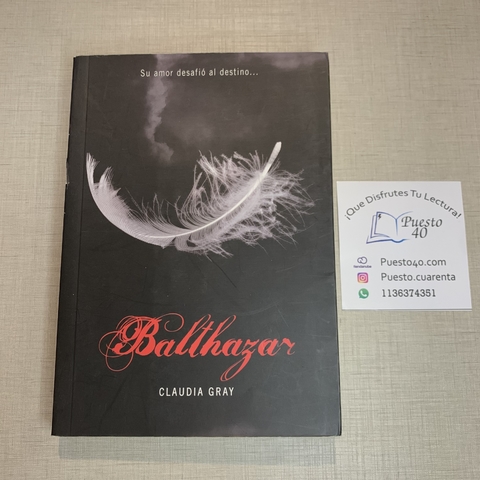 Su amor desafió al destino...
Balthazar
CLAUDIA GRAY
¡Que Disfrutes Tu Lectura!
Puesto
40
Puesto40.com
Puesto.cuarenta
1136374351